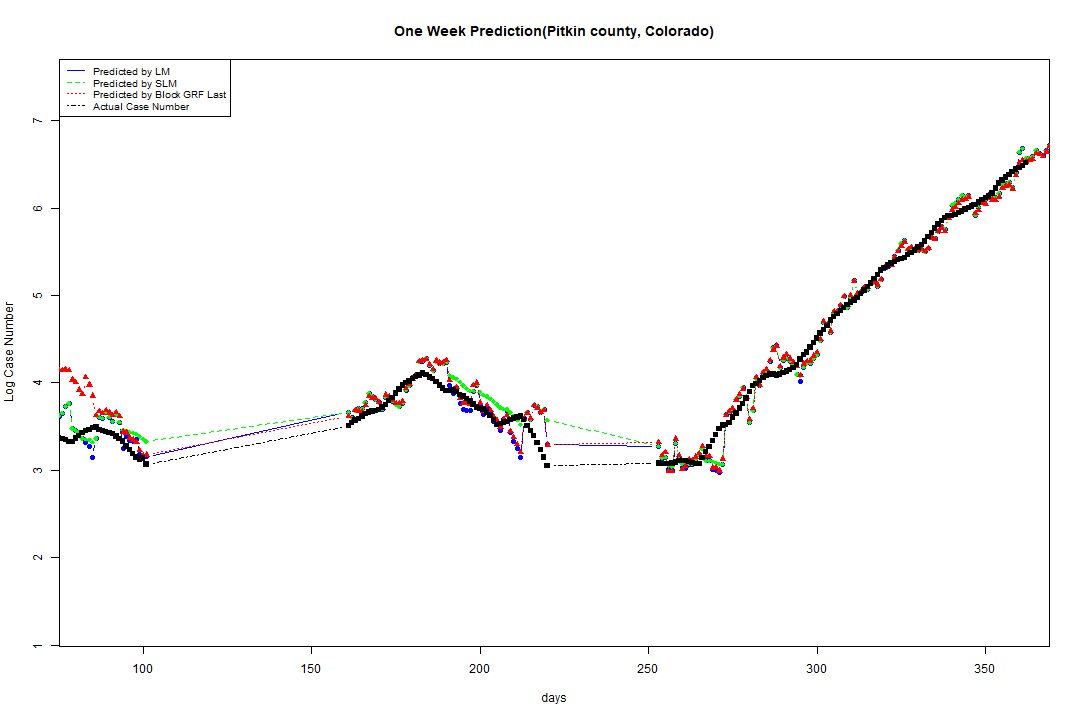 One Week Prediction(Pitkin county, Colorado)
Predicted by LM
Predicted by SLM
Predicted by Block GRF Last
Actual Case Number
7
6
5
4
3
2
1
Log Case Number
100 150 200 250 300 350
days